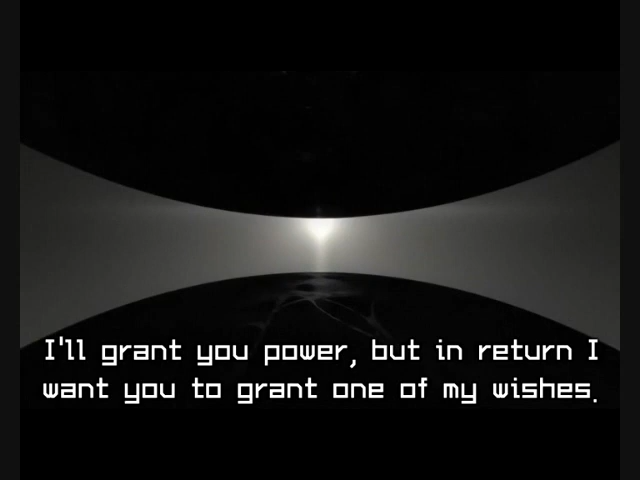 I'll grant you power, but in return I
want you to grant one of my wishes.